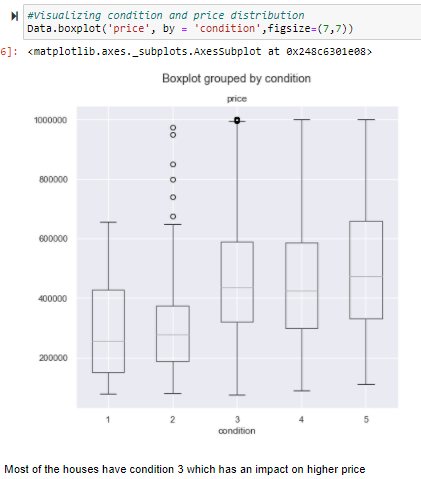 #Visualizing condition and price distribution
Data.boxplot('price', by = 'condition',figsize=(7,7))
6]: <matplotlib.axes._subplots.AxesSubplot at 0x248c6301e08>
Boxplot grouped by condition
price
1000000
800000
600000
400000
200000
1 2 3 4 5
condition
Most of the houses have condition 3 which has an impact on higher price